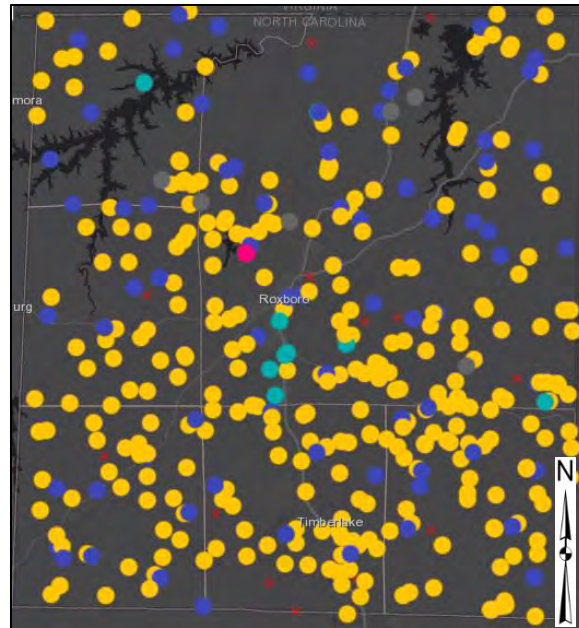 VIRGINIA
NORTH CAROLINA
mora
Roxboro
urg
Timberlake
N